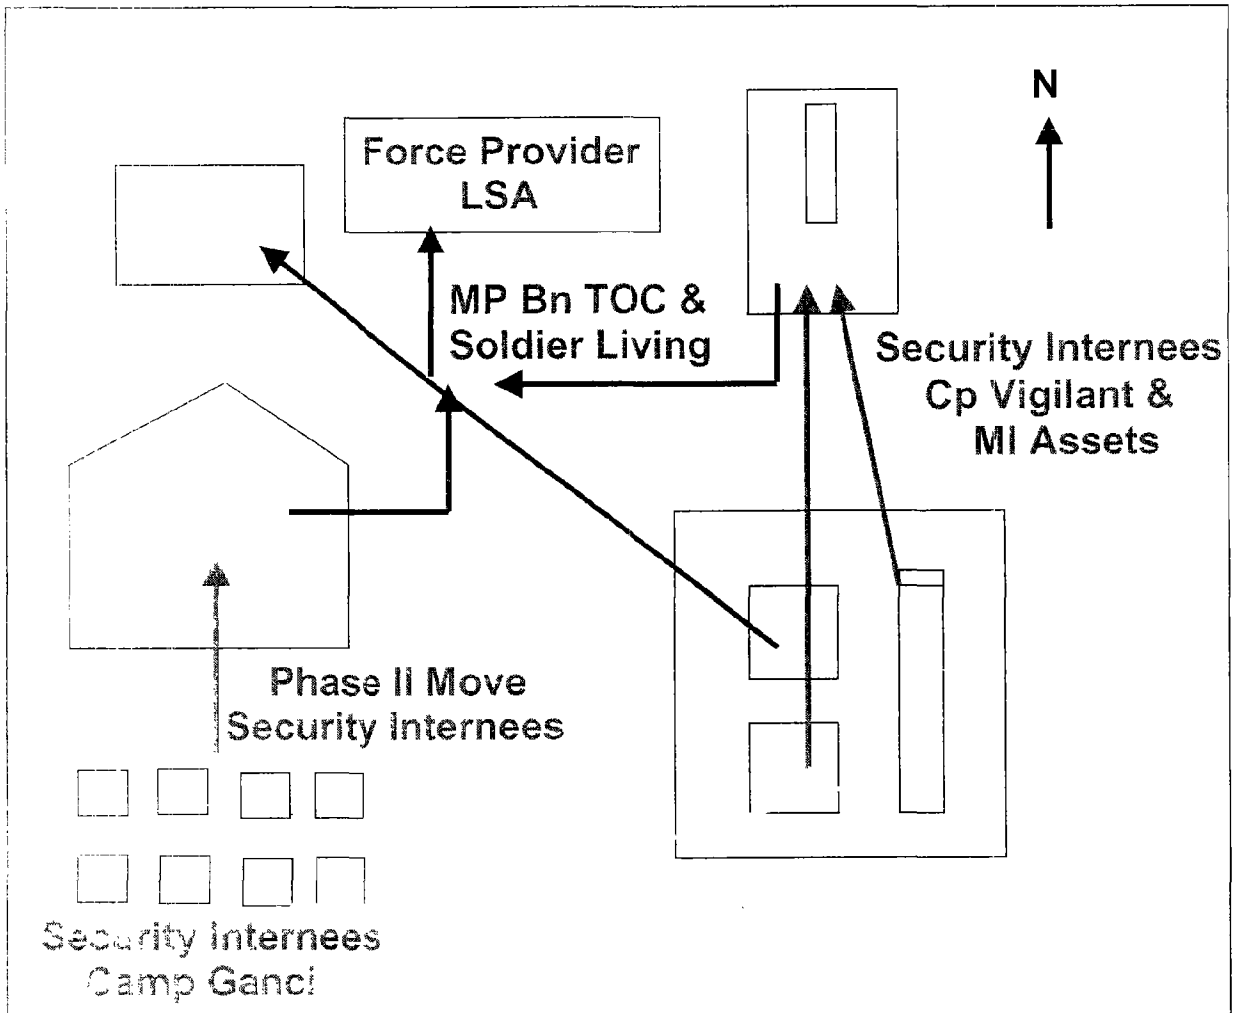 N
Force Provider
LSA
MP Bn TOC &
Soldier Living
Security Internees
Cp Vigilant &
MI Assets
Phase II Move
Security Internees
Security Internees
Camp Ganci